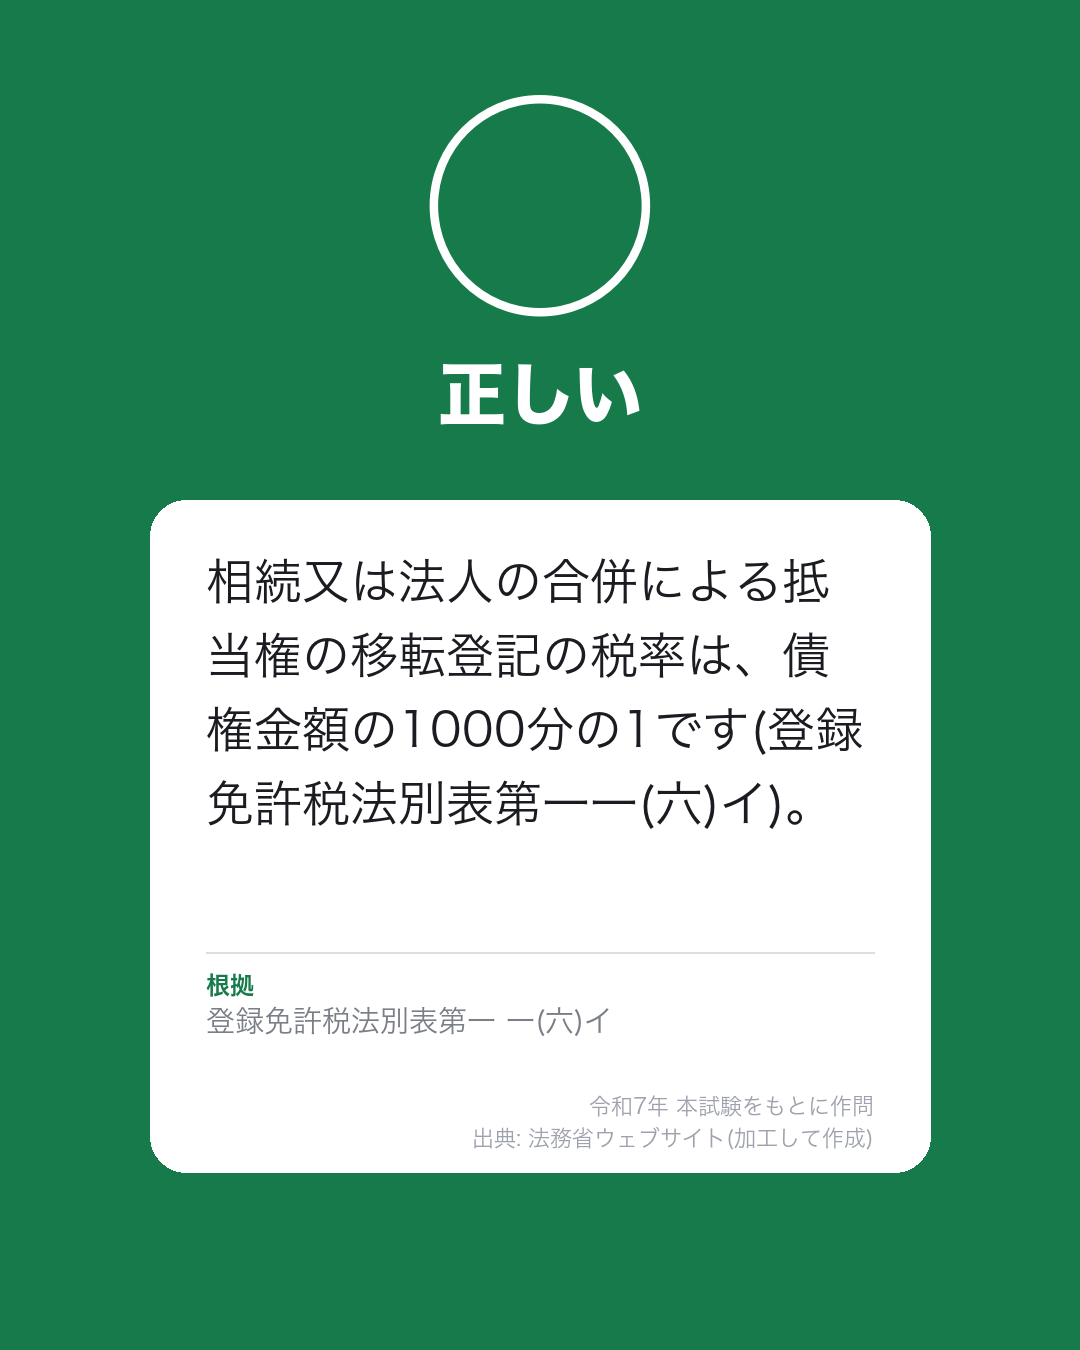 正しい
相続又は法人の合併による抵
当権の移転登記の税率は、債
権金額の1000分の1です(登録
免許税法別表第一一(六)イ)。
根拠
登録免許税法別表第一 一(六)イ
令和7年 本試験をもとに作問
出典: 法務省ウェブサイト(加工して作成)